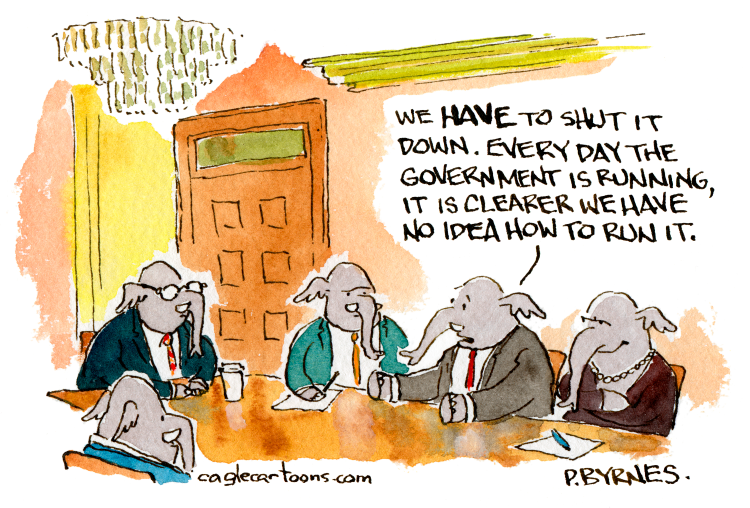 WE HAVE TO SHUT IT
DOWN. EVERY DAY THE
GOVERNMENT IS RUNNING,
IT IS CLEARER WE HAVE
NO IDEA HOW TO RUN IT.
caglecartoons.com
P. BYRNES.